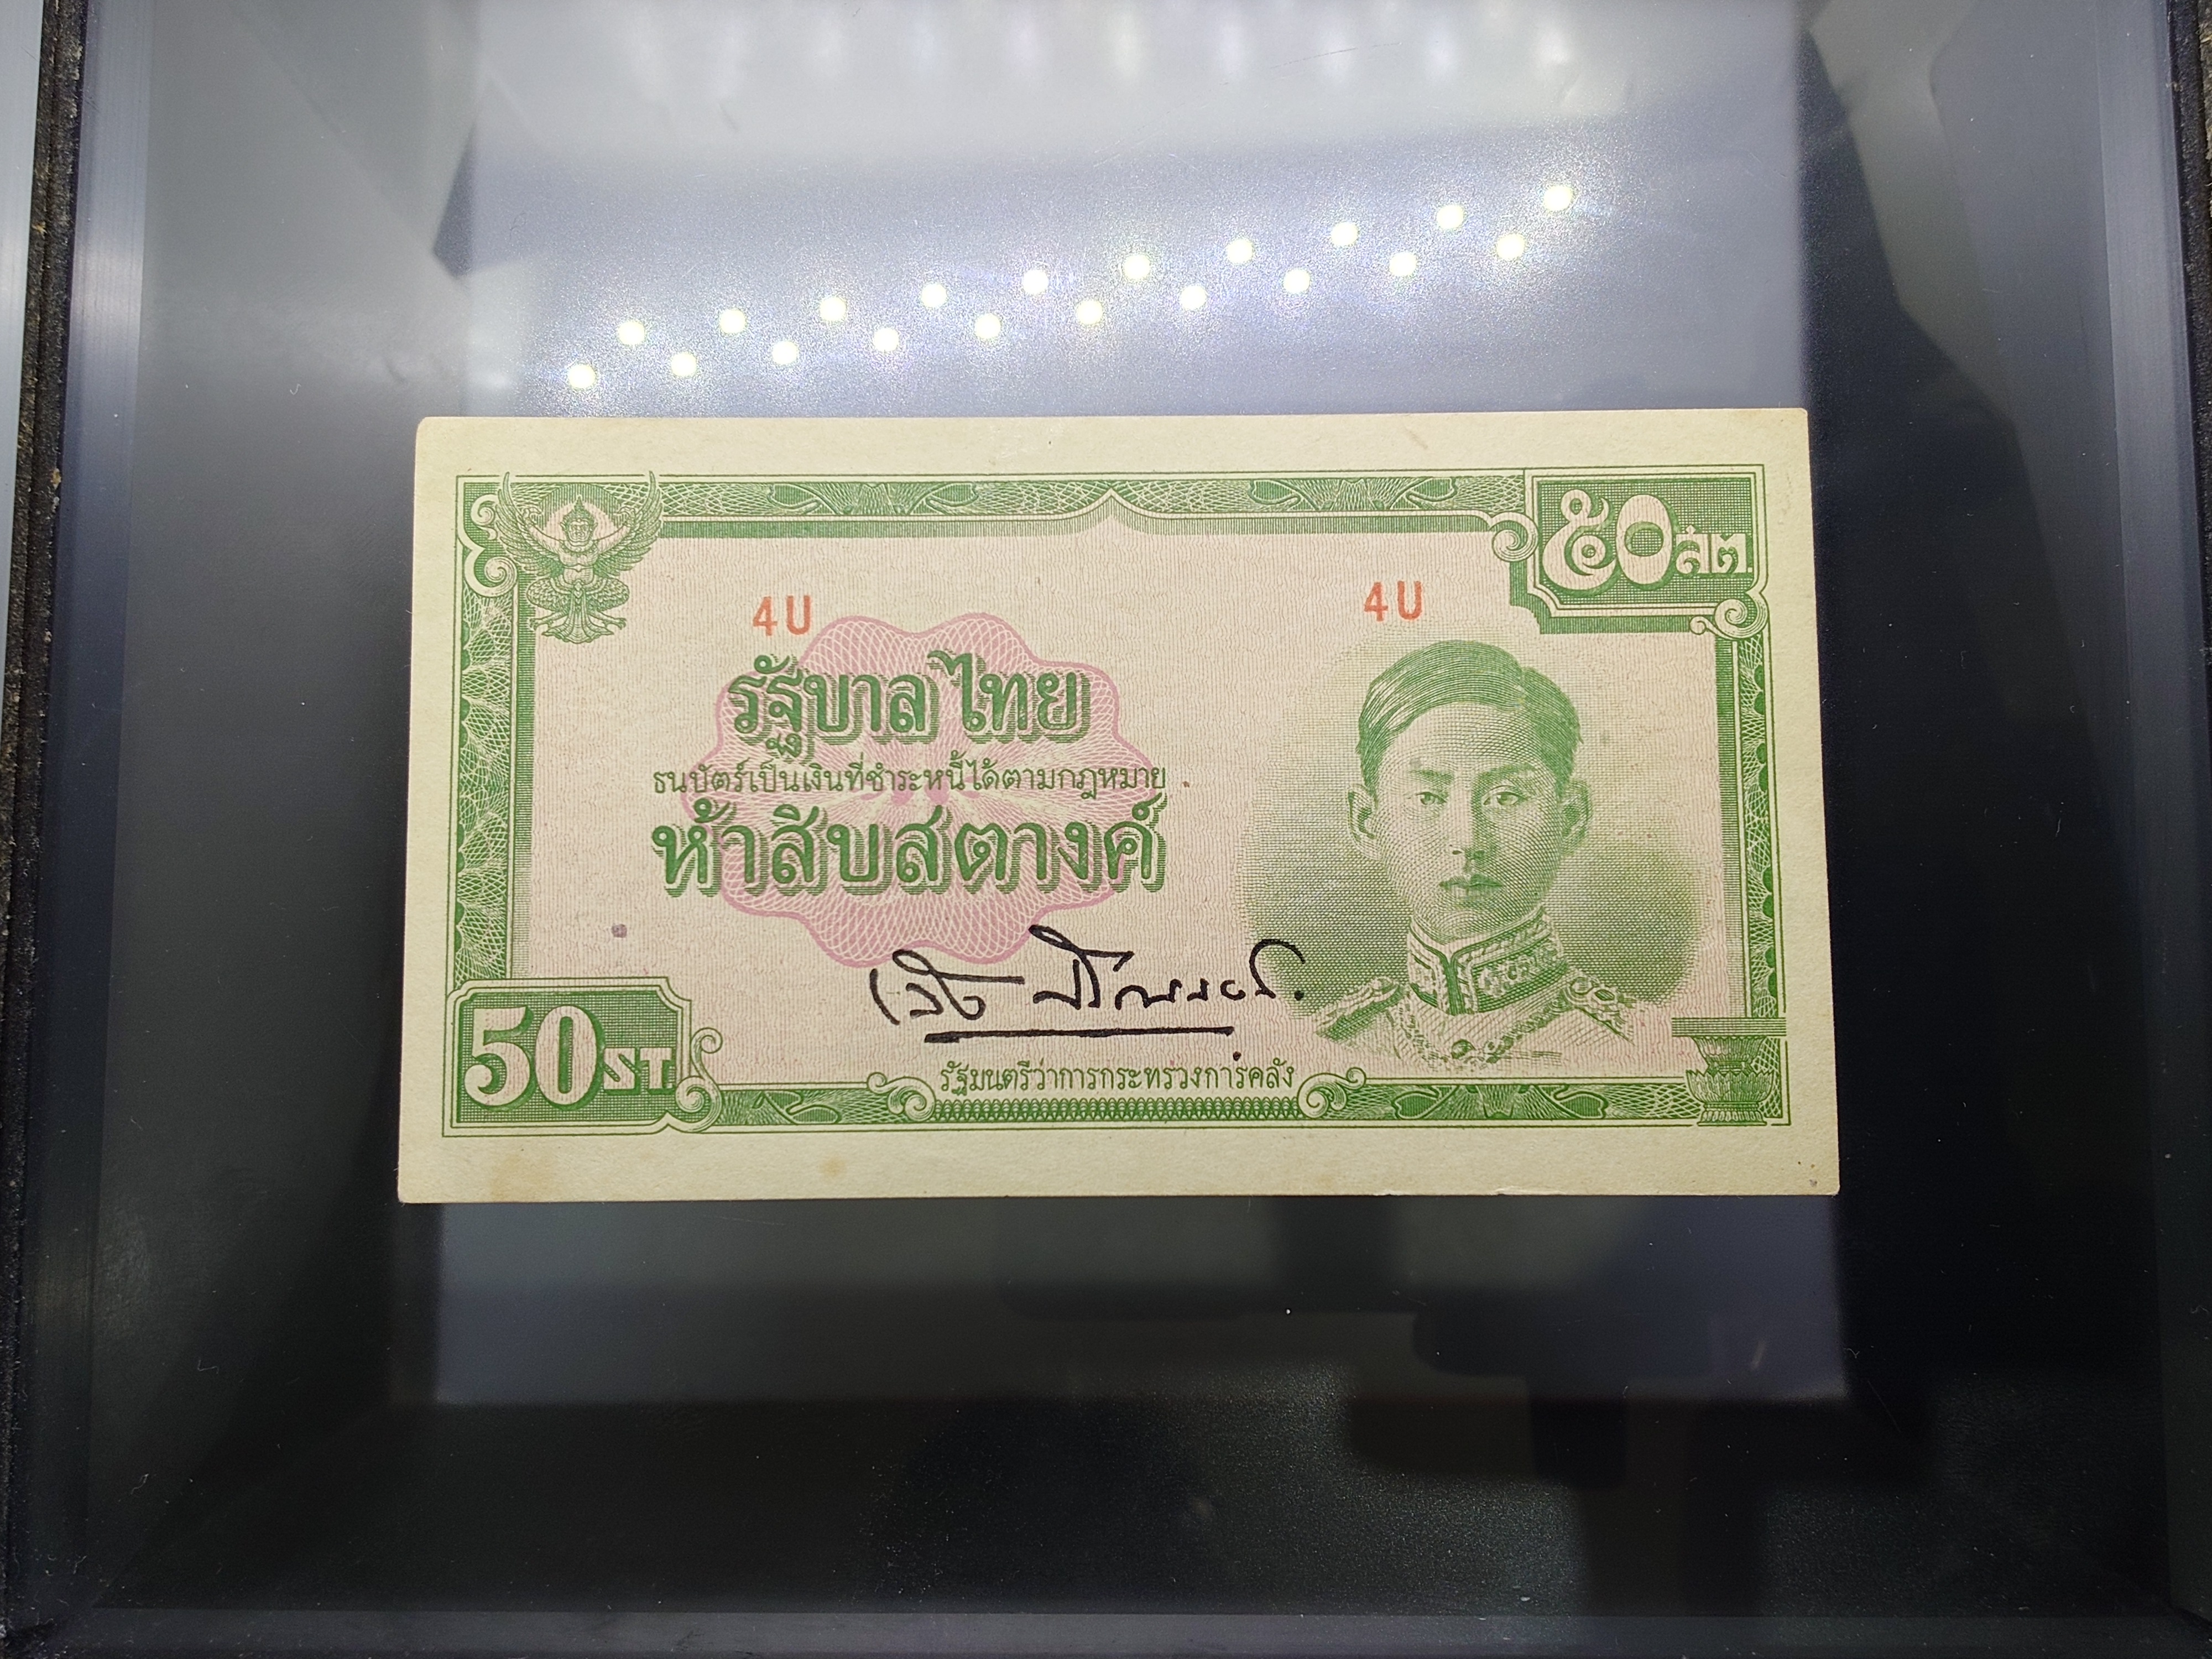 ๕๐ สต.
4U 4U
รัฐบาลไทย
ธนบัตร์เป็นเงินที่ชำระหนี้ได้ตามกฎหมาย
ห้าสิบสตางค์
50 ST.
รัฐมนตรีว่าการกระทรวงการ์คลัง